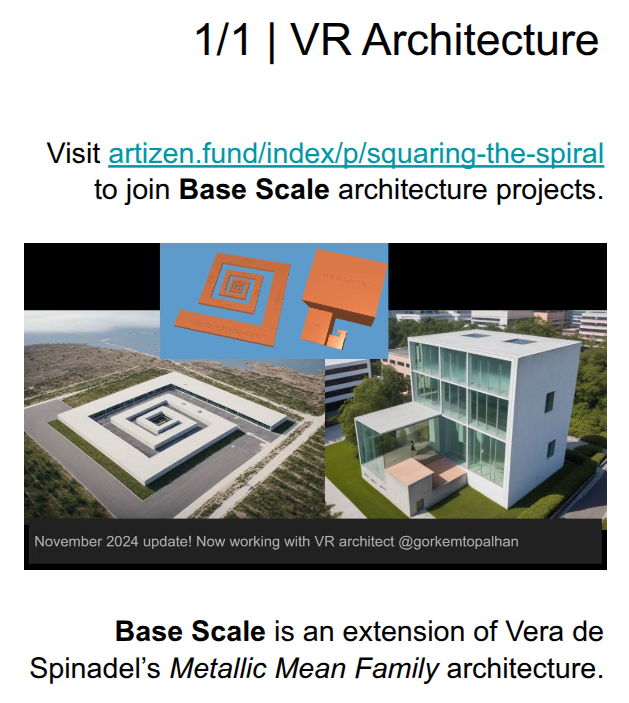 1/1 | VR Architecture
Visit artizen.fund/index/p/squaring-the-spiral
to join Base Scale architecture projects.
November 2024 update! Now working with VR architect @gorkemtopalhan
Base Scale is an extension of Vera de
Spinadel’s Metallic Mean Family architecture.